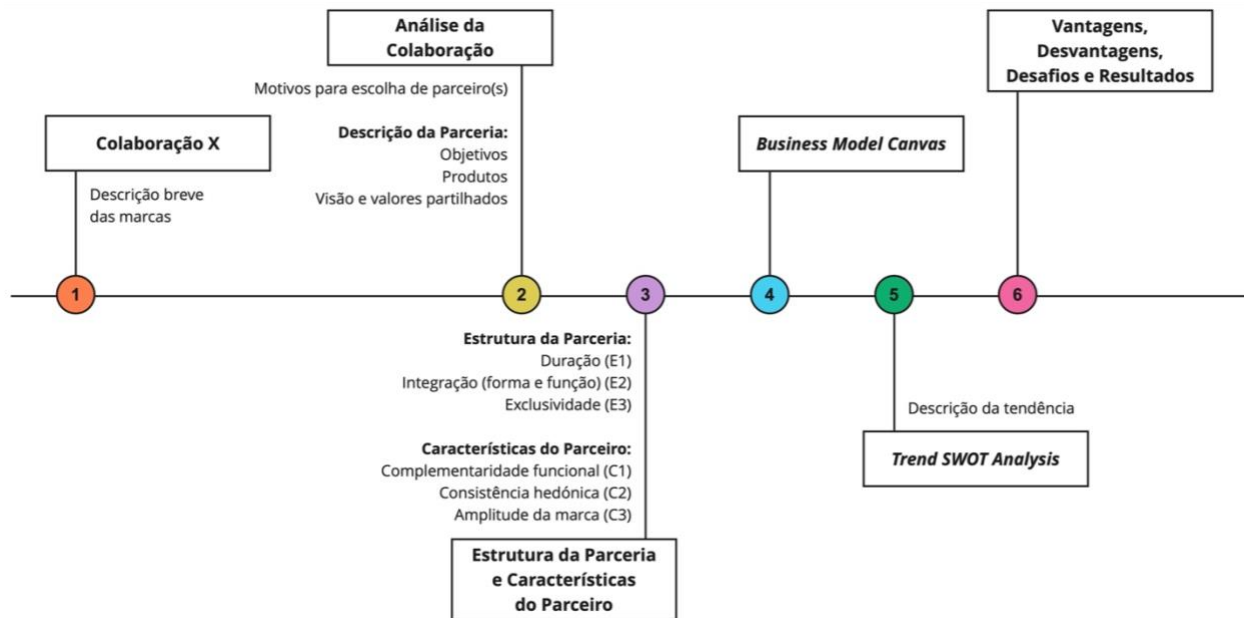 Colaboração X
Descrição breve
das marcas
Análise da
Colaboração
Motivos para escolha de parceiro(s)
Descrição da Parceria:
Objetivos
Produtos
Visão e valores partilhados
Business Model Canvas
Vantagens,
Desvantagens,
Desafios e Resultados
1
2
3
4
5
6
Estrutura da Parceria:
Duração (E1)
Integração (forma e função) (E2)
Exclusividade (E3)
Características do Parceiro:
Complementaridade funcional (C1)
Consistência hedónica (C2)
Amplitude da marca (C3)
Estrutura da Parceria
e Características
do Parceiro
Descrição da tendência
Trend SWOT Analysis